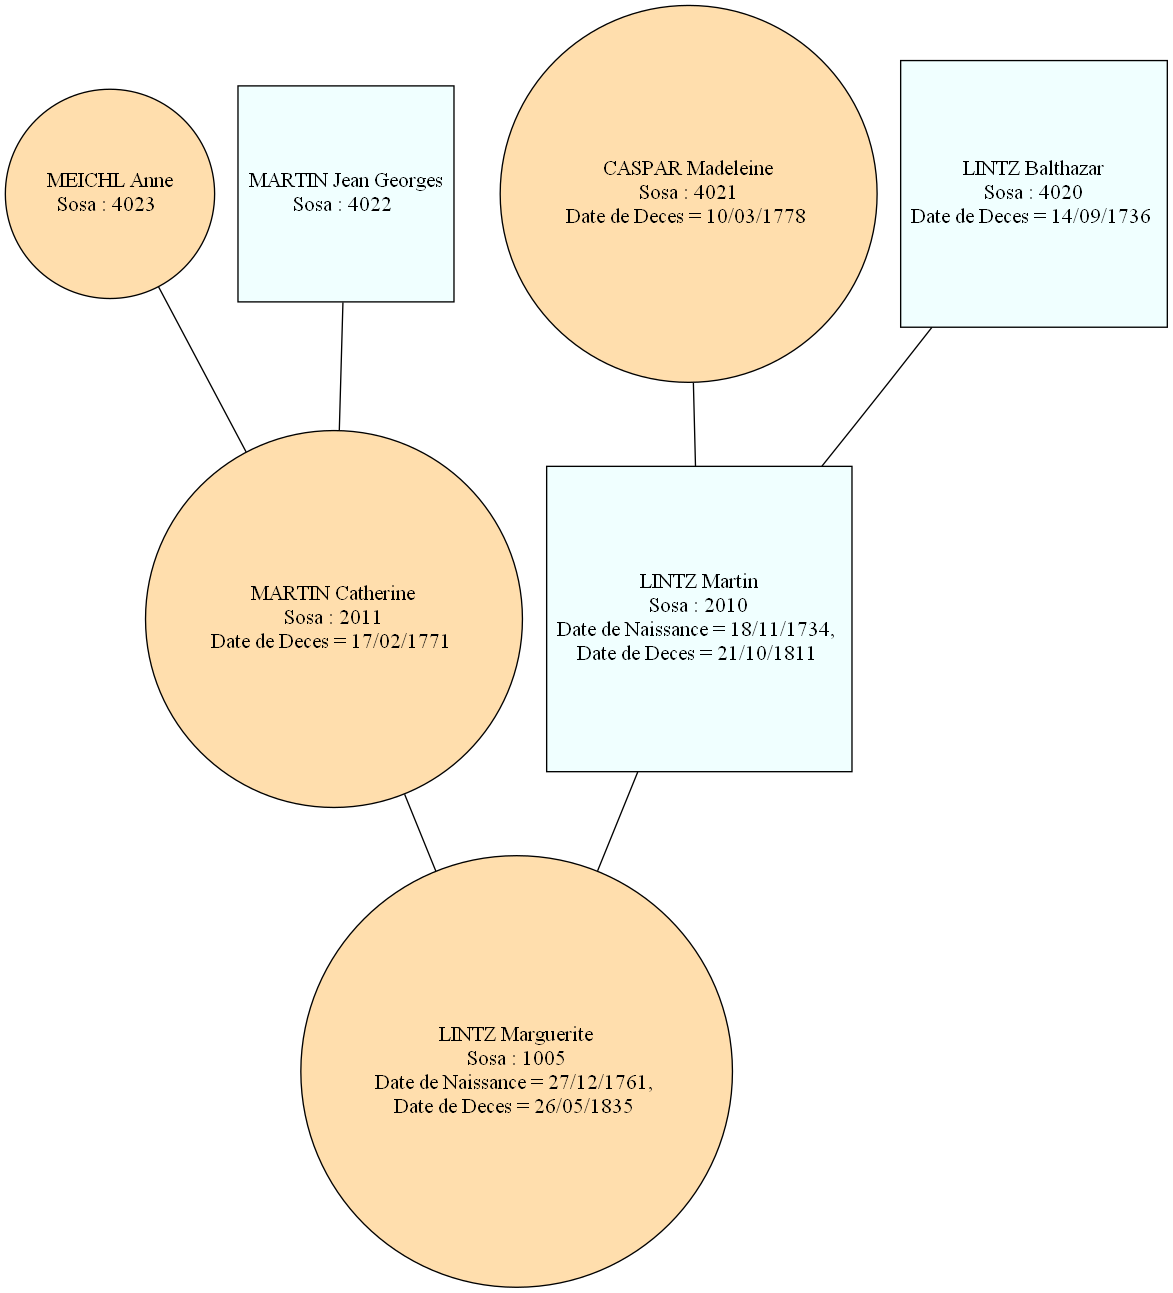 MEICHL Anne
Sosa : 4023
MARTIN Jean Georges
Sosa : 4022
CASPAR Madeleine
Sosa : 4021
Date de Deces = 10/03/1778
LINTZ Balthazar
Sosa : 4020
Date de Deces = 14/09/1736
MARTIN Catherine
Sosa : 2011
Date de Deces = 17/02/1771
LINTZ Martin
Sosa : 2010
Date de Naissance = 18/11/1734,
Date de Deces = 21/10/1811
LINTZ Marguerite
Sosa : 1005
Date de Naissance = 27/12/1761,
Date de Deces = 26/05/1835